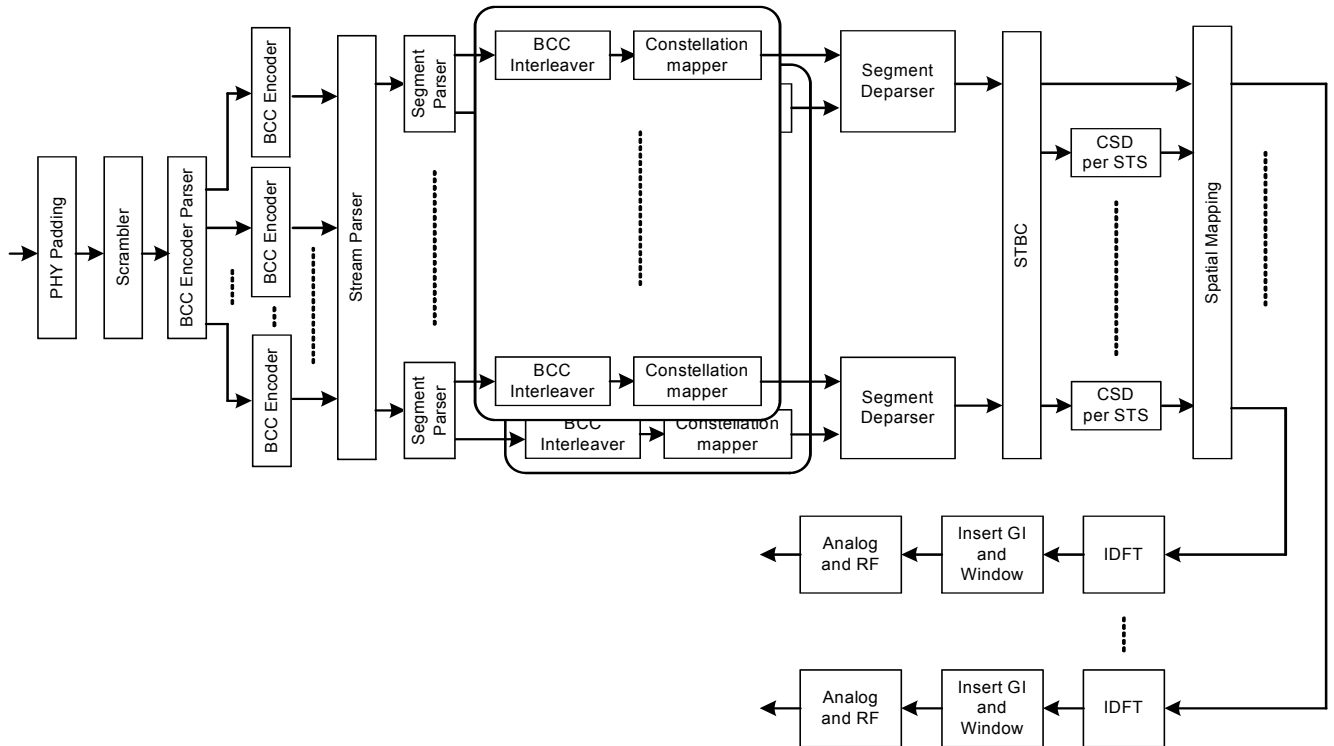 PHY Padding
Scrambler
BCC Encoder Parser
BCC Encoder
BCC Encoder
BCC Encoder
Stream Parser
Segment
Parser
Segment
Parser
BCC
Interleaver
Constellation
mapper
BCC
Interleaver
Constellation
mapper
BCC
Interleaver
Constellation
mapper
Segment
Deparser
Segment
Deparser
STBC
CSD
per STS
CSD
per STS
Spatial Mapping
Analog
and RF
Insert GI
and
Window
IDFT
Analog
and RF
Insert GI
and
Window
IDFT